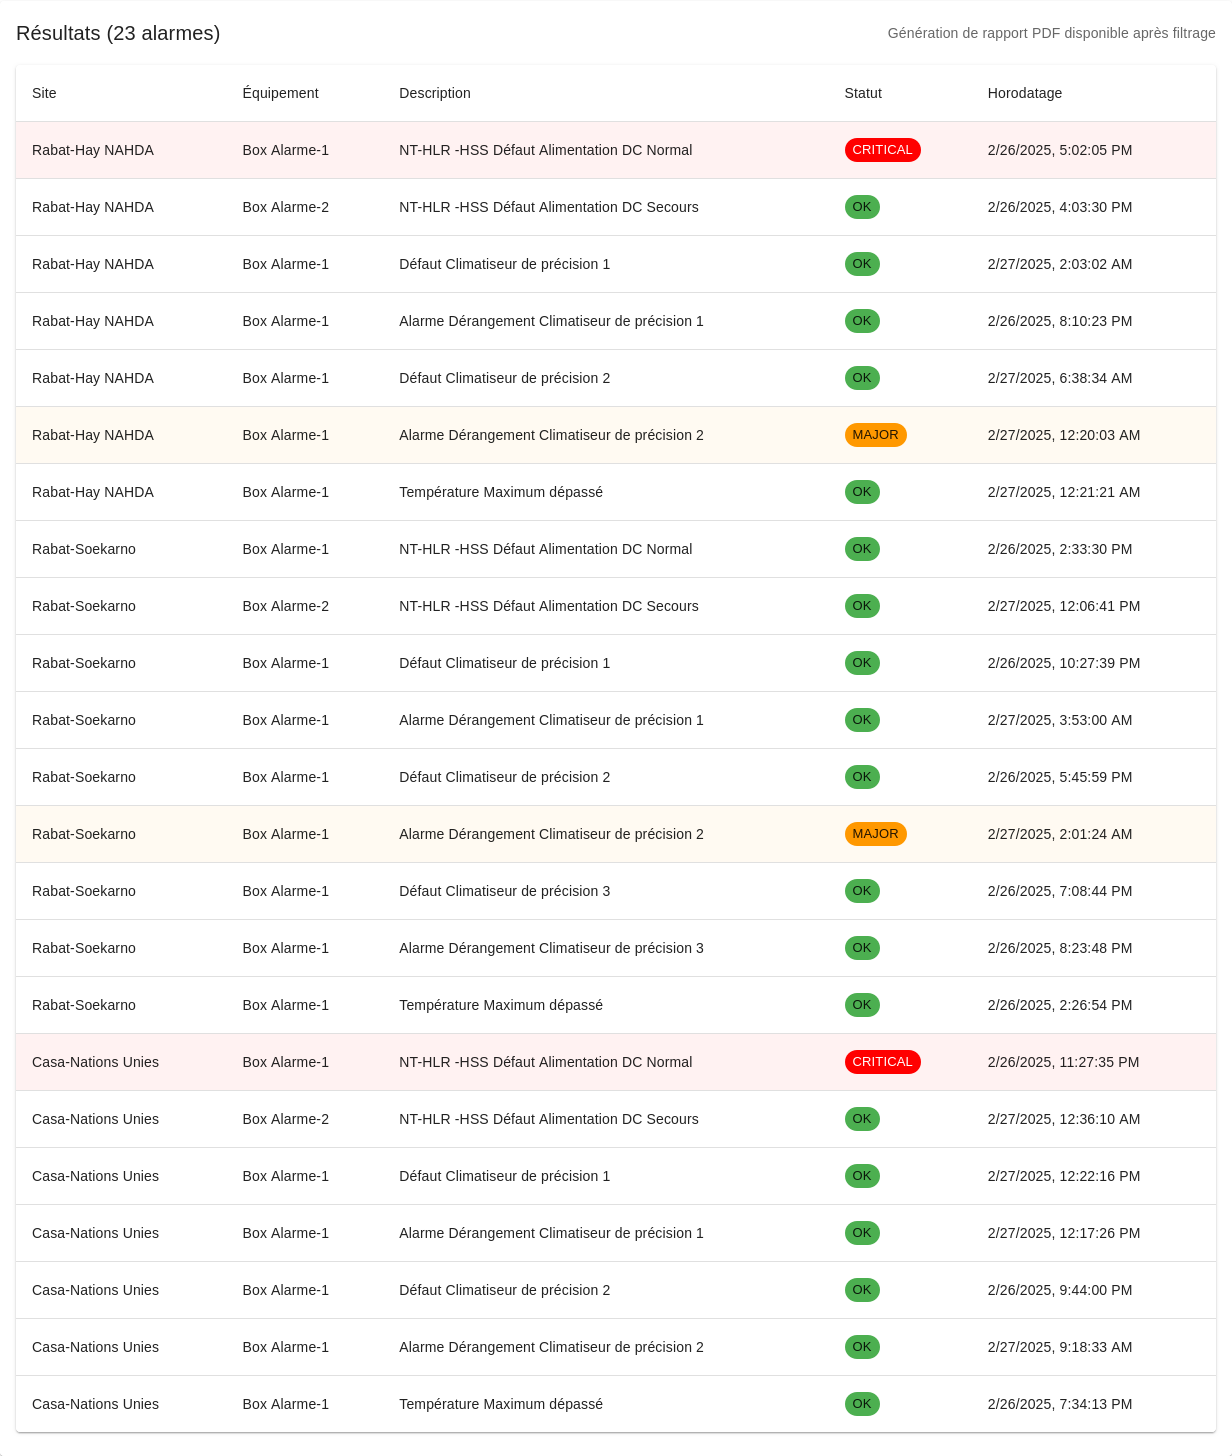 Résultats (23 alarmes)
Génération de rapport PDF disponible après filtrage
Site Équipement Description Statut Horodatage
Rabat-Hay NAHDA Box Alarme-1 NT-HLR -HSS Défaut Alimentation DC Normal CRITICAL 2/26/2025, 5:02:05 PM
Rabat-Hay NAHDA Box Alarme-2 NT-HLR -HSS Défaut Alimentation DC Secours OK 2/26/2025, 4:03:30 PM
Rabat-Hay NAHDA Box Alarme-1 Défaut Climatiseur de précision 1 OK 2/27/2025, 2:03:02 AM
Rabat-Hay NAHDA Box Alarme-1 Alarme Dérangement Climatiseur de précision 1 OK 2/26/2025, 8:10:23 PM
Rabat-Hay NAHDA Box Alarme-1 Défaut Climatiseur de précision 2 OK 2/27/2025, 6:38:34 AM
Rabat-Hay NAHDA Box Alarme-1 Alarme Dérangement Climatiseur de précision 2 MAJOR 2/27/2025, 12:20:03 AM
Rabat-Hay NAHDA Box Alarme-1 Température Maximum dépassé OK 2/27/2025, 12:21:21 AM
Rabat-Soekarno Box Alarme-1 NT-HLR -HSS Défaut Alimentation DC Normal OK 2/26/2025, 2:33:30 PM
Rabat-Soekarno Box Alarme-2 NT-HLR -HSS Défaut Alimentation DC Secours OK 2/27/2025, 12:06:41 PM
Rabat-Soekarno Box Alarme-1 Défaut Climatiseur de précision 1 OK 2/26/2025, 10:27:39 PM
Rabat-Soekarno Box Alarme-1 Alarme Dérangement Climatiseur de précision 1 OK 2/27/2025, 3:53:00 AM
Rabat-Soekarno Box Alarme-1 Défaut Climatiseur de précision 2 OK 2/26/2025, 5:45:59 PM
Rabat-Soekarno Box Alarme-1 Alarme Dérangement Climatiseur de précision 2 MAJOR 2/27/2025, 2:01:24 AM
Rabat-Soekarno Box Alarme-1 Défaut Climatiseur de précision 3 OK 2/26/2025, 7:08:44 PM
Rabat-Soekarno Box Alarme-1 Alarme Dérangement Climatiseur de précision 3 OK 2/26/2025, 8:23:48 PM
Rabat-Soekarno Box Alarme-1 Température Maximum dépassé OK 2/26/2025, 2:26:54 PM
Casa-Nations Unies Box Alarme-1 NT-HLR -HSS Défaut Alimentation DC Normal CRITICAL 2/26/2025, 11:27:35 PM
Casa-Nations Unies Box Alarme-2 NT-HLR -HSS Défaut Alimentation DC Secours OK 2/27/2025, 12:36:10 AM
Casa-Nations Unies Box Alarme-1 Défaut Climatiseur de précision 1 OK 2/27/2025, 12:22:16 PM
Casa-Nations Unies Box Alarme-1 Alarme Dérangement Climatiseur de précision 1 OK 2/27/2025, 12:17:26 PM
Casa-Nations Unies Box Alarme-1 Défaut Climatiseur de précision 2 OK 2/26/2025, 9:44:00 PM
Casa-Nations Unies Box Alarme-1 Alarme Dérangement Climatiseur de précision 2 OK 2/27/2025, 9:18:33 AM
Casa-Nations Unies Box Alarme-1 Température Maximum dépassé OK 2/26/2025, 7:34:13 PM